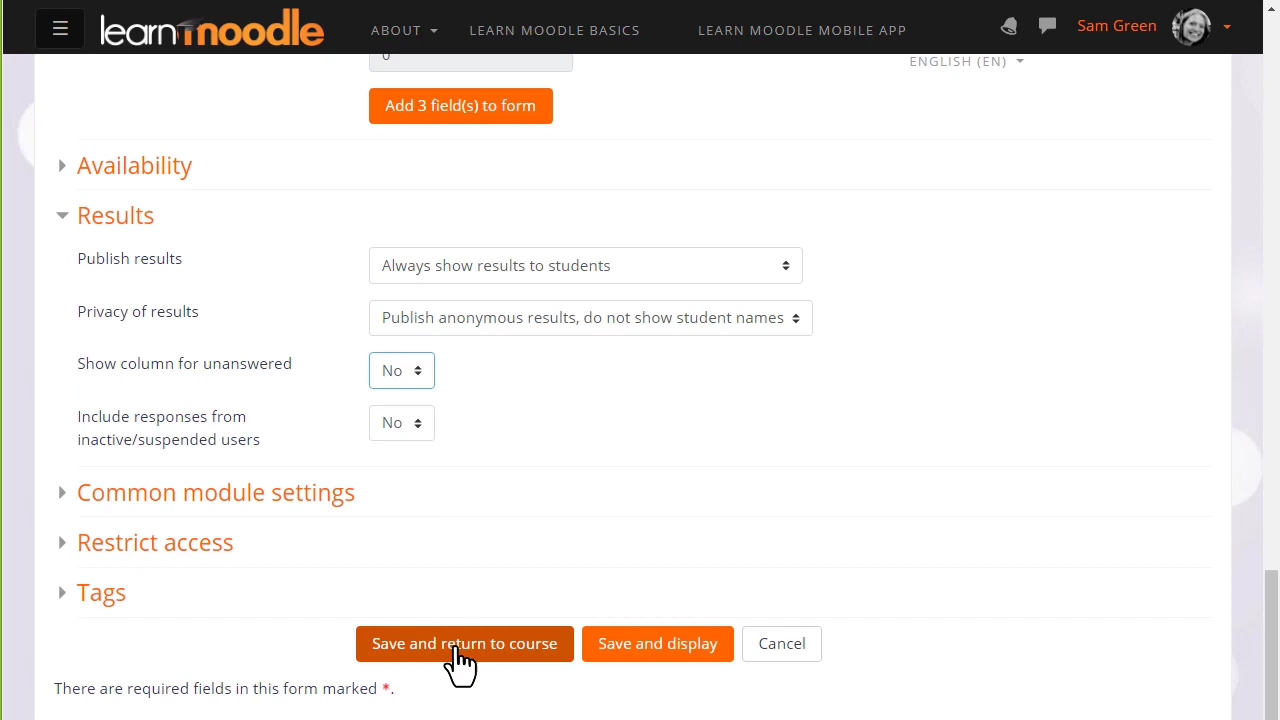 learn moodle
ABOUT
LEARN MOODLE BASICS
LEARN MOODLE MOBILE APP
Sam Green
0
ENGLISH (EN)
Add 3 field(s) to form
Availability
Results
Publish results
Always show results to students
Privacy of results
Publish anonymous results, do not show student names
Show column for unanswered
No
Include responses from
inactive/suspended users
No
Common module settings
Restrict access
Tags
Save and return to course
Save and display
Cancel
There are required fields in this form marked *.